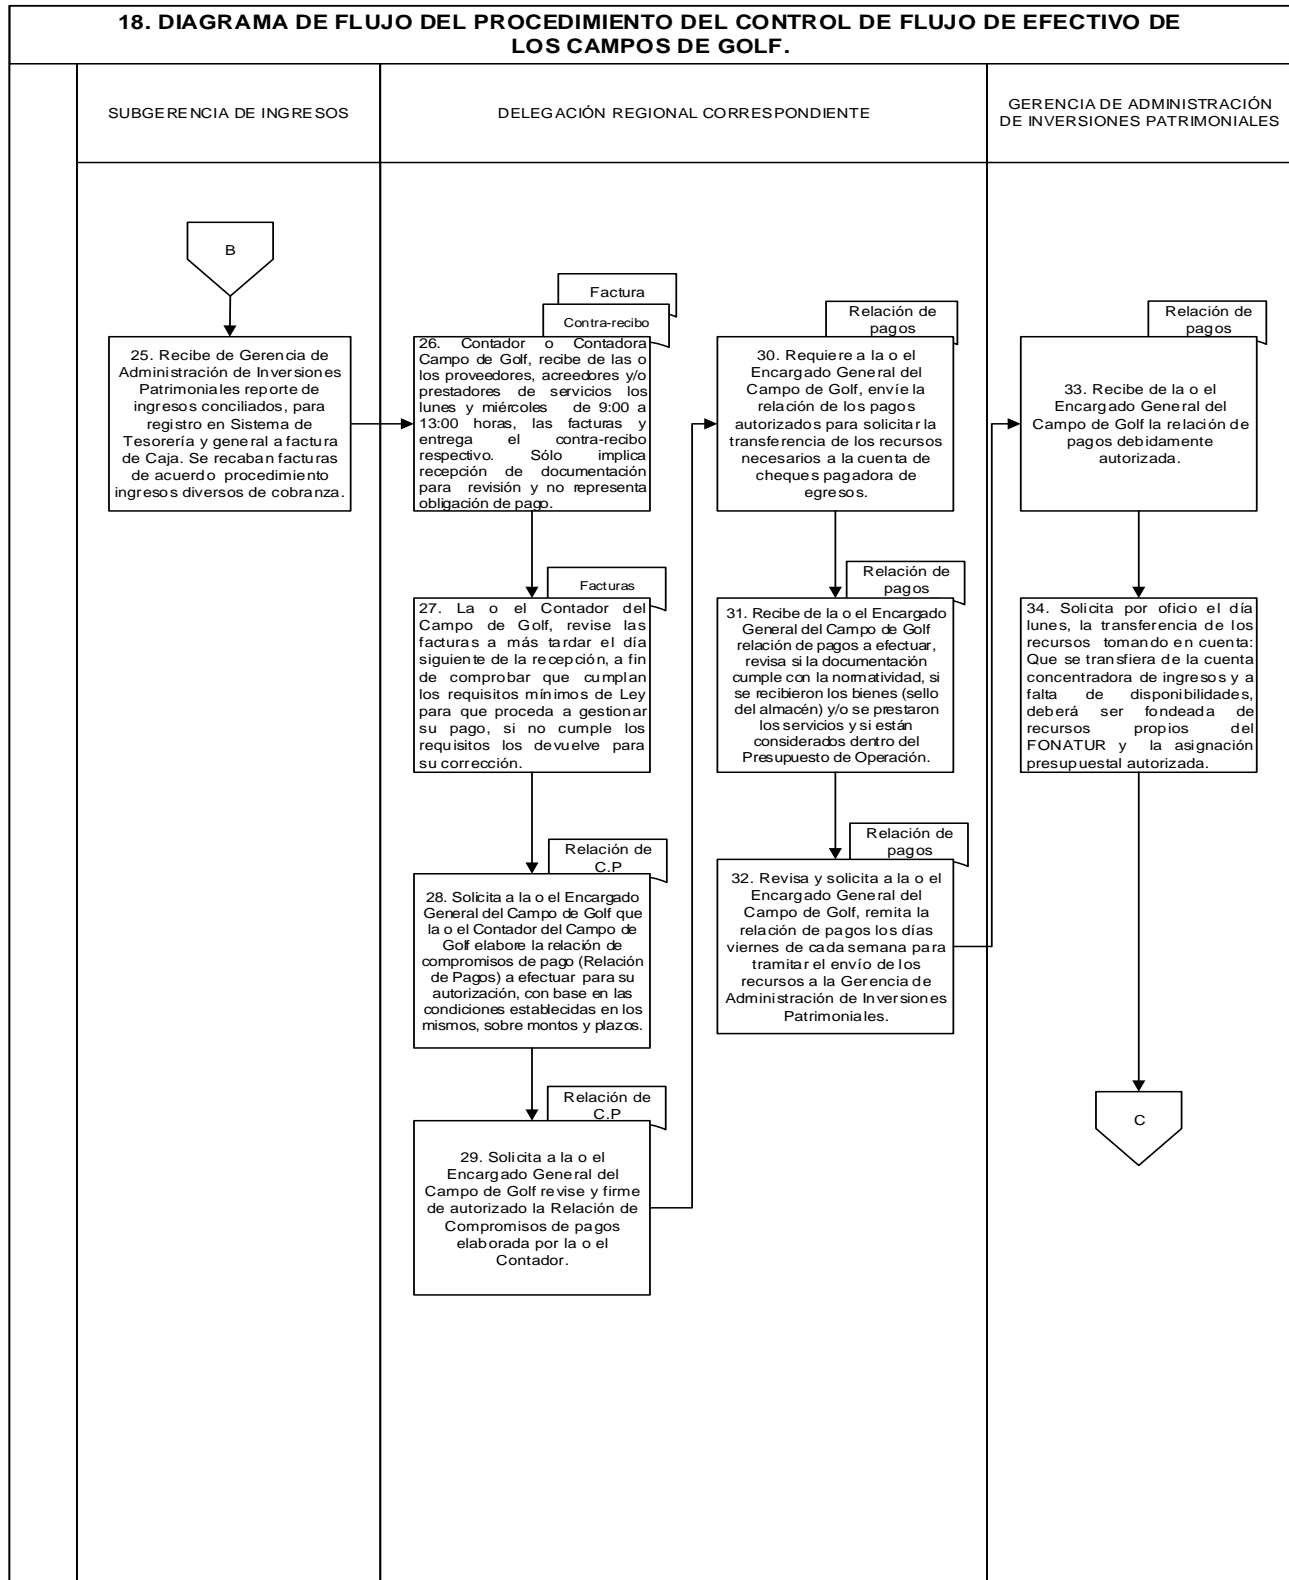 18. DIAGRAMA DE FLUJO DEL PROCEDIMIENTO DEL CONTROL DE FLUJO DE EFECTIVO DE
LOS CAMPOS DE GOLF.
SUBGERENCIA DE INGRESOS
DELEGACIÓN REGIONAL CORRESPONDIENTE
GERENCIA DE ADMINISTRACIÓN
DE INVERSIONES PATRIMONIALES
B
25. Recibe de Gerencia de
Administración de Inversiones
Patrimoniales reporte de
ingresos conciliados, para
registro en Sistema de
Tesorería y general a factura
de Caja. Se recaban facturas
de acuerdo procedimiento
ingresos diversos de cobranza.
Factura
Contra-recibo
26. Contador o Contadora
Campo de Golf, recibe de las o
los proveedores, acreedores y/o
prestadores de servicios los
lunes y miércoles de 9:00 a
13:00 horas, las facturas y
entrega el contra-recibo
respectivo. Sólo implica
recepción de documentación
para revisión y no representa
obligación de pago.
Facturas
27. La o el Contador del
Campo de Golf, revise las
facturas a más tardar el día
siguiente de la recepción, a fin
de comprobar que cumplan
los requisitos mínimos de Ley
para que proceda a gestionar
su pago, si no cumple los
requisitos los devuelve para
su corrección.
Relación de
C.P
28. Solicita a la o el Encargado
General del Campo de Golf que
la o el Contador del Campo de
Golf elabore la relación de
compromisos de pago (Relación
de Pagos) a efectuar para su
autorización, con base en las
condiciones establecidas en los
mismos, sobre montos y plazos.
Relación de
C.P
29. Solicita a la o el
Encargado General del
Campo de Golf revise y firme
de autorizado la Relación de
Compromisos de pagos
elaborada por la o el
Contador.
Relación de
pagos
30. Requiere a la o el
Encargado General del
Campo de Golf, envíe la
relación de los pagos
autorizados para solicitar la
transferencia de los recursos
necesarios a la cuenta de
cheques pagadora de
egresos.
Relación de
pagos
31. Recibe de la o el Encargado
General del Campo de Golf
relación de pagos a efectuar,
revisa si la documentación
cumple con la normatividad, si
se recibieron los bienes (sello
del almacén) y/o se prestaron
los servicios y si están
considerados dentro del
Presupuesto de Operación.
Relación de
pagos
32. Revisa y solicita a la o el
Encargado General del
Campo de Golf, remita la
relación de pagos los días
viernes de cada semana para
tramitar el envío de los
recursos a la Gerencia de
Administración de Inversiones
Patrimoniales.
Relación de
pagos
33. Recibe de la o el
Encargado General del
Campo de Golf la relación de
pagos debidamente
autorizada.
34. Solicita por oficio el día
lunes, la transferencia de los
recursos tomando en cuenta:
Que se transfiera de la cuenta
concentradora de ingresos y a
falta de disponibilidades,
deberá ser fondeada de
recursos propios del
FONATUR y la asignación
presupuestal autorizada.
C